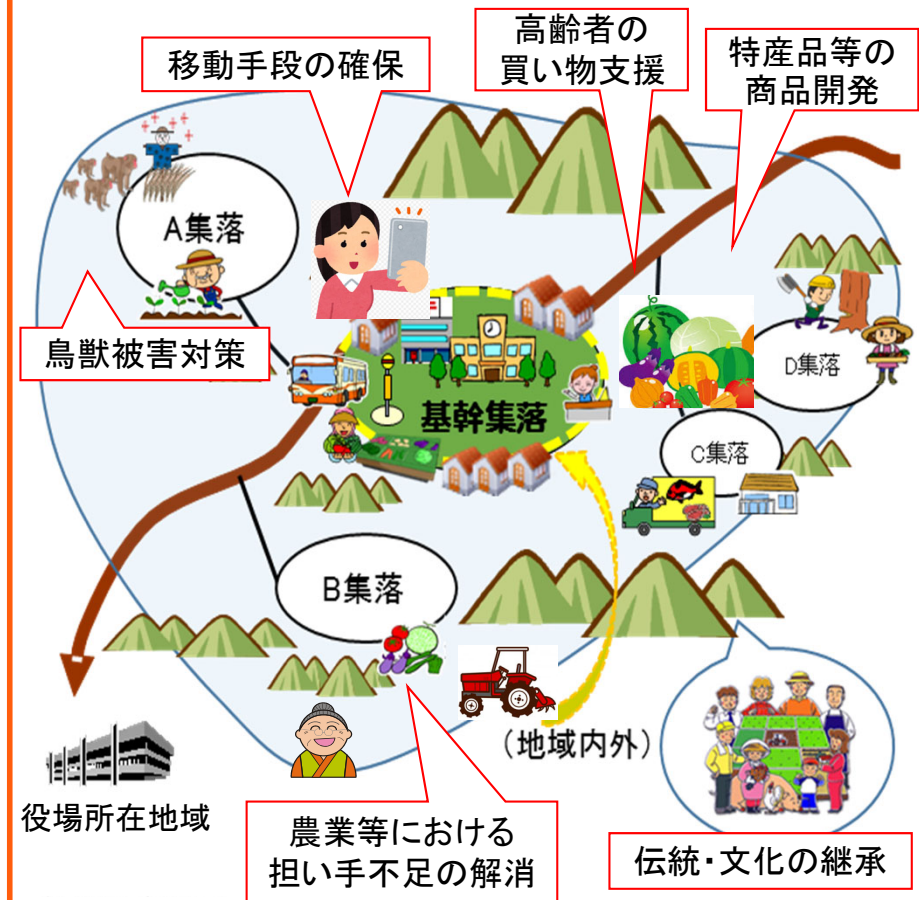 移動手段の確保
高齢者の
買い物支援
特産品等の
商品開発
A集落
鳥獣被害対策
基幹集落
D集落
C集落
B集落
(地域内外)
役場所在地域
農業等における
担い手不足の解消
伝統・文化の継承